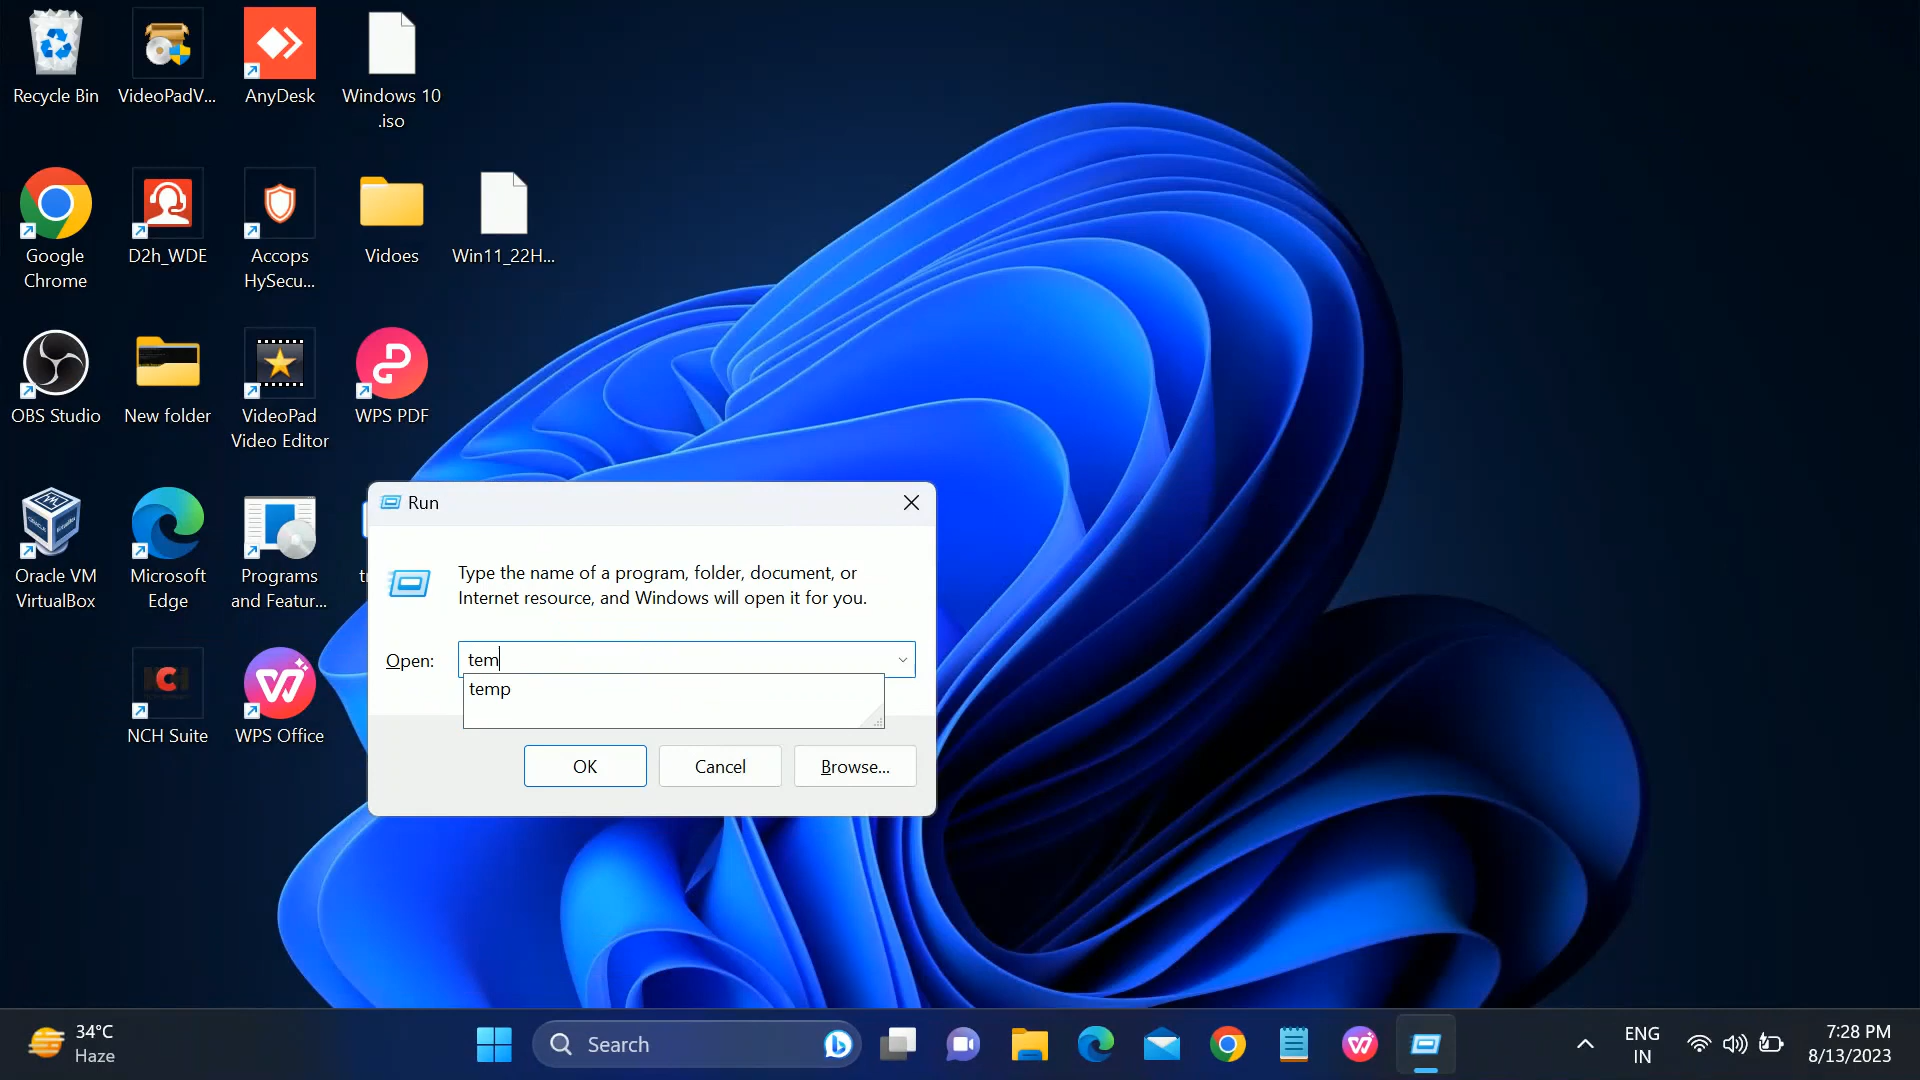 Recycle Bin
VideoPadV...
AnyDesk
Windows 10
.iso
Google
Chrome
D2h_WDE
Accops
HySecu...
Vidoes
Win11_22H...
OBS Studio
New folder
VideoPad
Video Editor
WPS PDF
Oracle VM
VirtualBox
Microsoft
Edge
Programs
and Featur...
NCH Suite
WPS Office
Run
Type the name of a program, folder, document, or
Internet resource, and Windows will open it for you.
Open:
tem
temp
OK
Cancel
Browse...
34°C
Haze
Search
ENG
IN
7:28 PM
8/13/2023